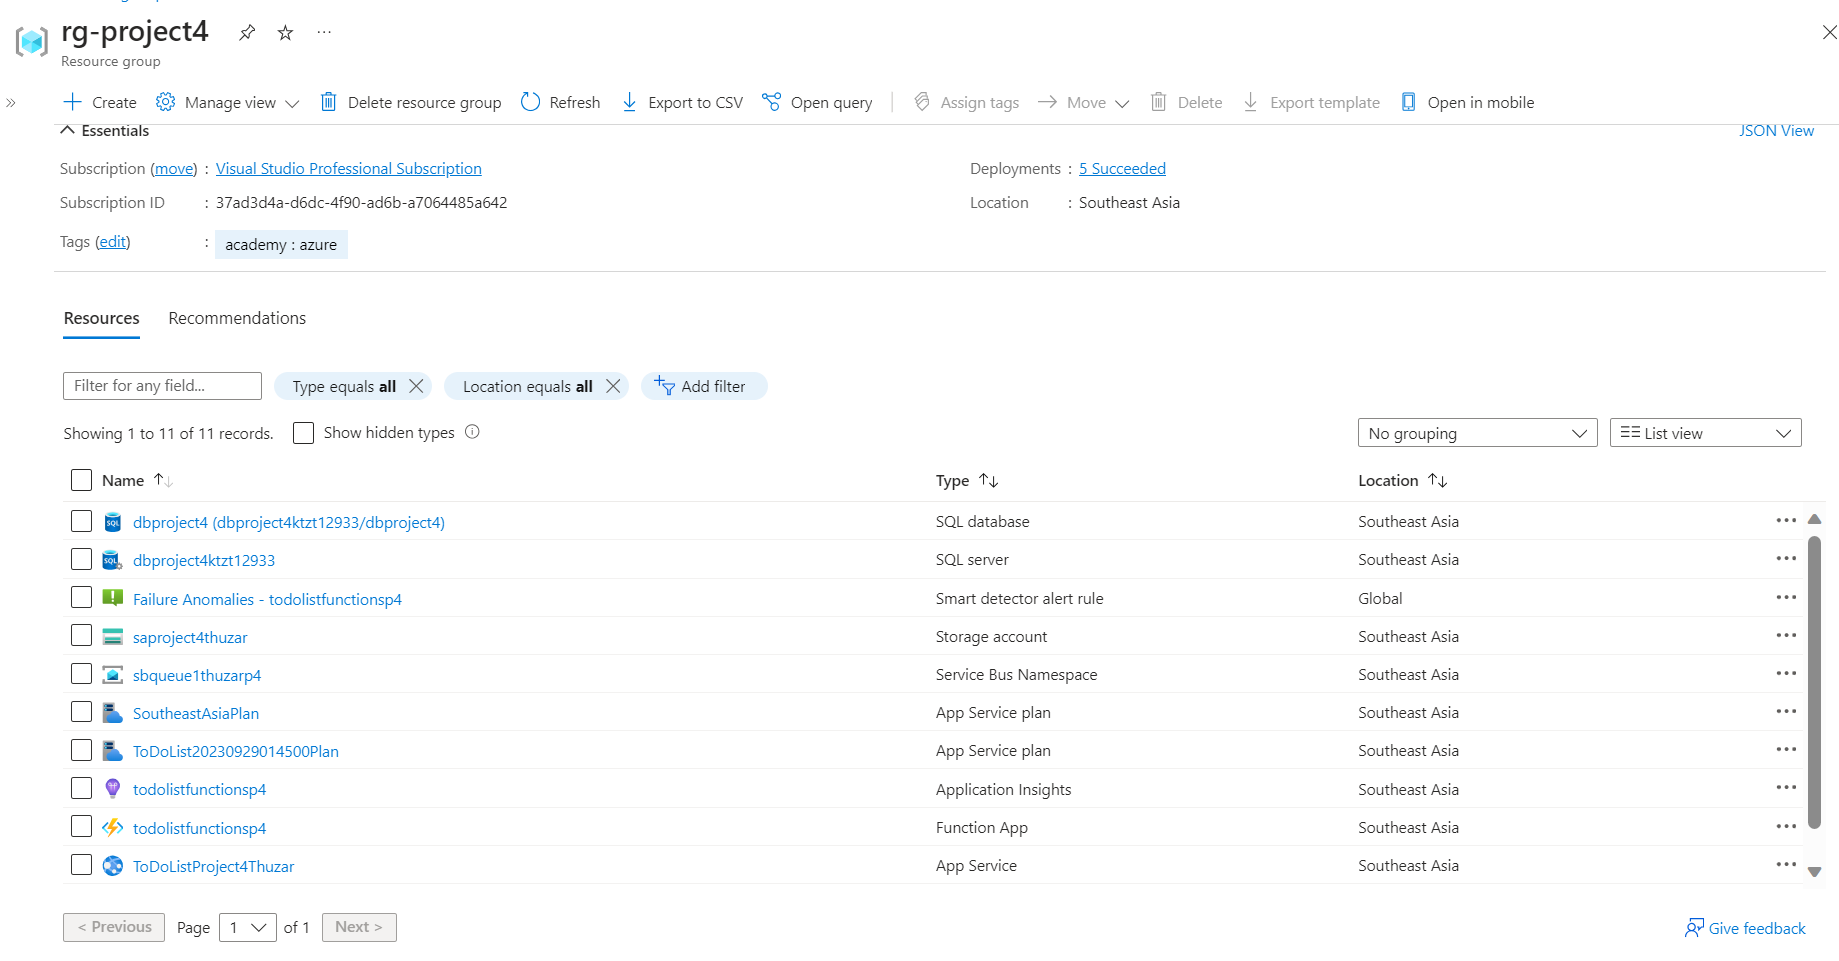 rg-project4
Resource group
Create Manage view Delete resource group Refresh Export to CSV Open query Assign tags Move Delete Export template Open in mobile
Essentials JSON View
Subscription (move) : Visual Studio Professional Subscription Deployments : 5 Succeeded
Subscription ID : 37ad3d4a-d6dc-4f90-ad6b-a7064485a642 Location : Southeast Asia
Tags (edit) : academy : azure
Resources Recommendations
Filter for any field... Type equals all Location equals all Add filter
Showing 1 to 11 of 11 records. Show hidden types No grouping List view
Name Type Location
dbproject4 (dbproject4ktzt12933/dbproject4) SQL database Southeast Asia
dbproject4ktzt12933 SQL server Southeast Asia
Failure Anomalies - todolistfunctionsp4 Smart detector alert rule Global
saproject4thuzar Storage account Southeast Asia
sbqueue1thuzarp4 Service Bus Namespace Southeast Asia
SoutheastAsiaPlan App Service plan Southeast Asia
ToDoList20230929014500Plan App Service plan Southeast Asia
todolistfunctionsp4 Application Insights Southeast Asia
todolistfunctionsp4 Function App Southeast Asia
ToDoListProject4Thuzar App Service Southeast Asia
< Previous Page 1 of 1 Next > Give feedback